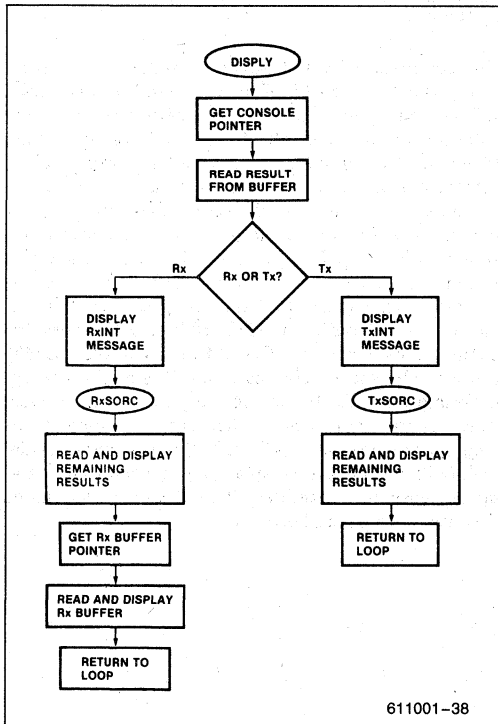 DISPLY
GET CONSOLE
POINTER
READ RESULT
FROM BUFFER
Rx OR Tx?
Rx
Tx
DISPLAY
RxINT
MESSAGE
DISPLAY
TxINT
MESSAGE
RxSORC
TxSORC
READ AND DISPLAY
REMAINING
RESULTS
READ AND DISPLAY
REMAINING
RESULTS
GET Rx BUFFER
POINTER
RETURN TO
LOOP
READ AND DISPLAY
Rx BUFFER
RETURN TO
LOOP
611001-38